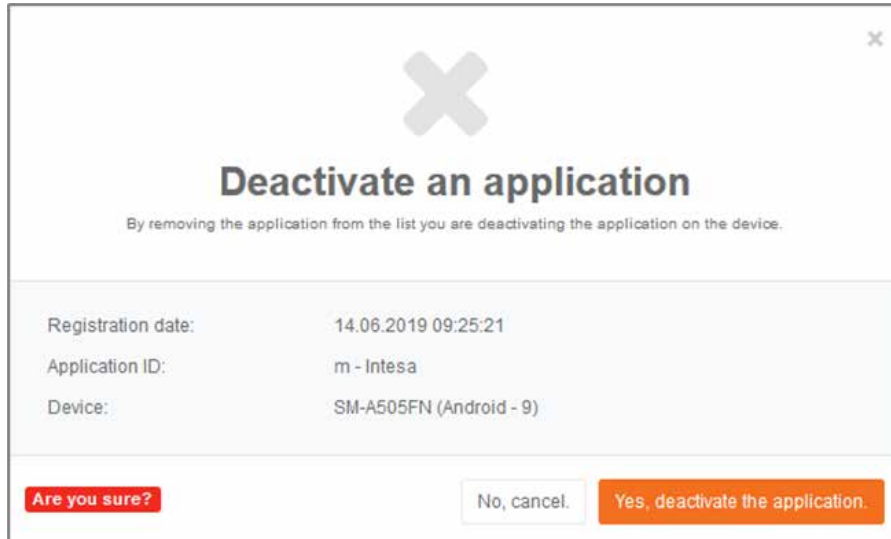 Deactivate an application
By removing the application from the list you are deactivating the application on the device.
Registration date: 14.06.2019 09:25:21
Application ID: m - Intesa
Device: SM-A505FN (Android - 9)
Are you sure? No, cancel. Yes, deactivate the application.